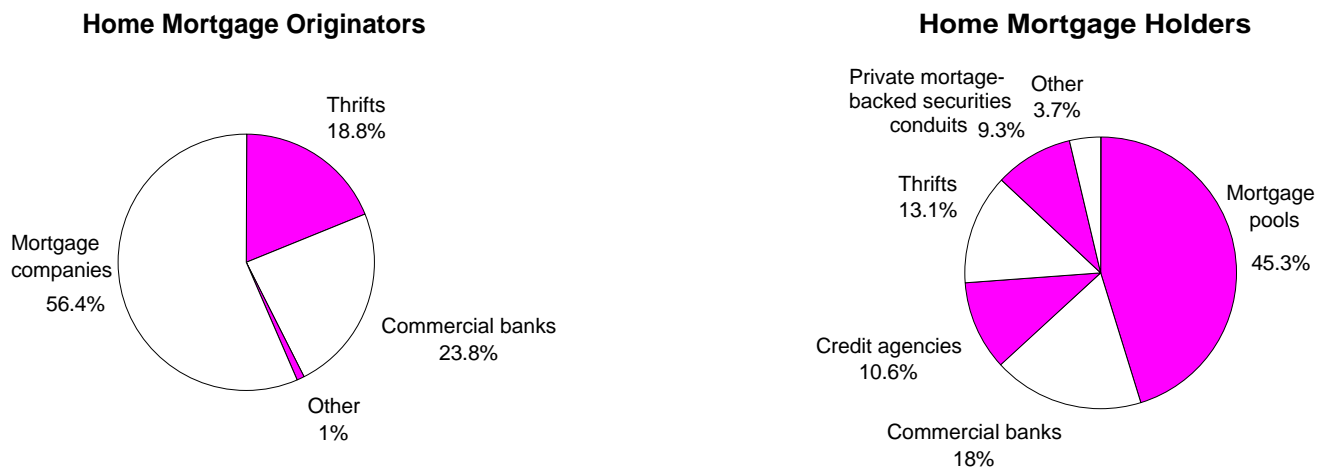 Home Mortgage Originators
Thrifts
18.8%
Mortgage
companies
56.4%
Commercial banks
23.8%
Other
1%
Home Mortgage Holders
Private mortage-
backed securities
conduits 9.3%
Other
3.7%
Thrifts
13.1%
Mortgage
pools
45.3%
Credit agencies
10.6%
Commercial banks
18%